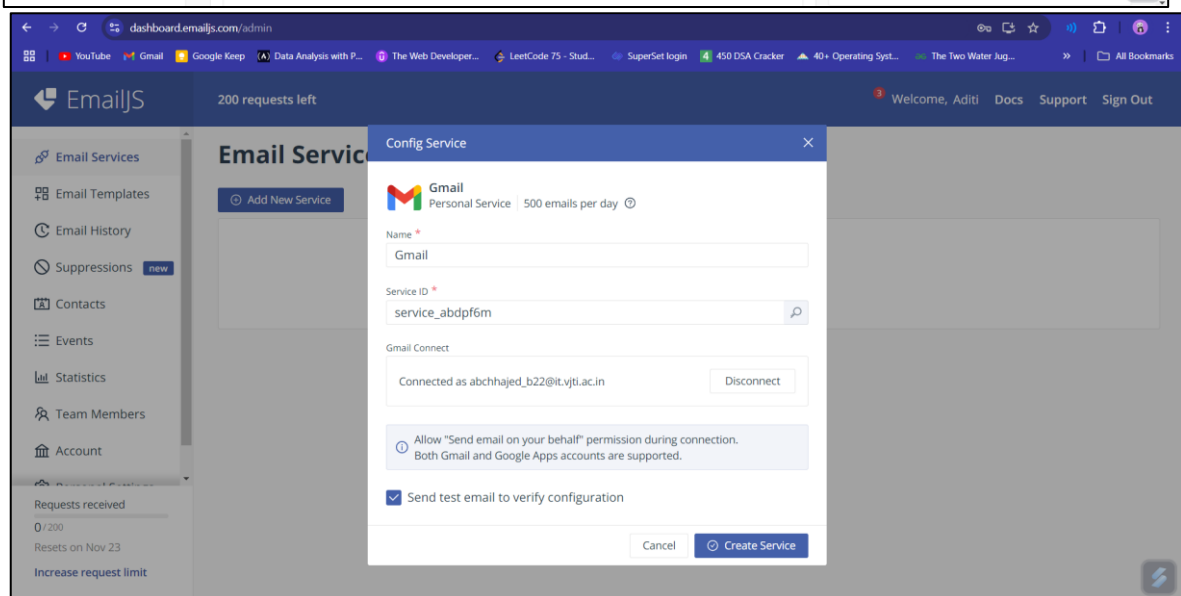 dashboard.emailjs.com/admin
YouTube Gmail Google Keep Data Analysis with P... The Web Developer... LeetCode 75 - Stud... SuperSet login 450 DSA Cracker 40+ Operating Syst... The Two Water Jug... » All Bookmarks
EmailJS
200 requests left
3 Welcome, Aditi Docs Support Sign Out
Email Services
Email Templates
Email History
Suppressions new
Contacts
Events
Statistics
Team Members
Account
Requests received
0 / 200
Resets on Nov 23
Increase request limit
Email Servic
Add New Service
Config Service
Gmail
Personal Service 500 emails per day
Name *
Gmail
Service ID *
service_abdpf6m
Gmail Connect
Connected as abchhajed_b22@it.vjti.ac.in Disconnect
Allow "Send email on your behalf" permission during connection.
Both Gmail and Google Apps accounts are supported.
Send test email to verify configuration
Cancel Create Service